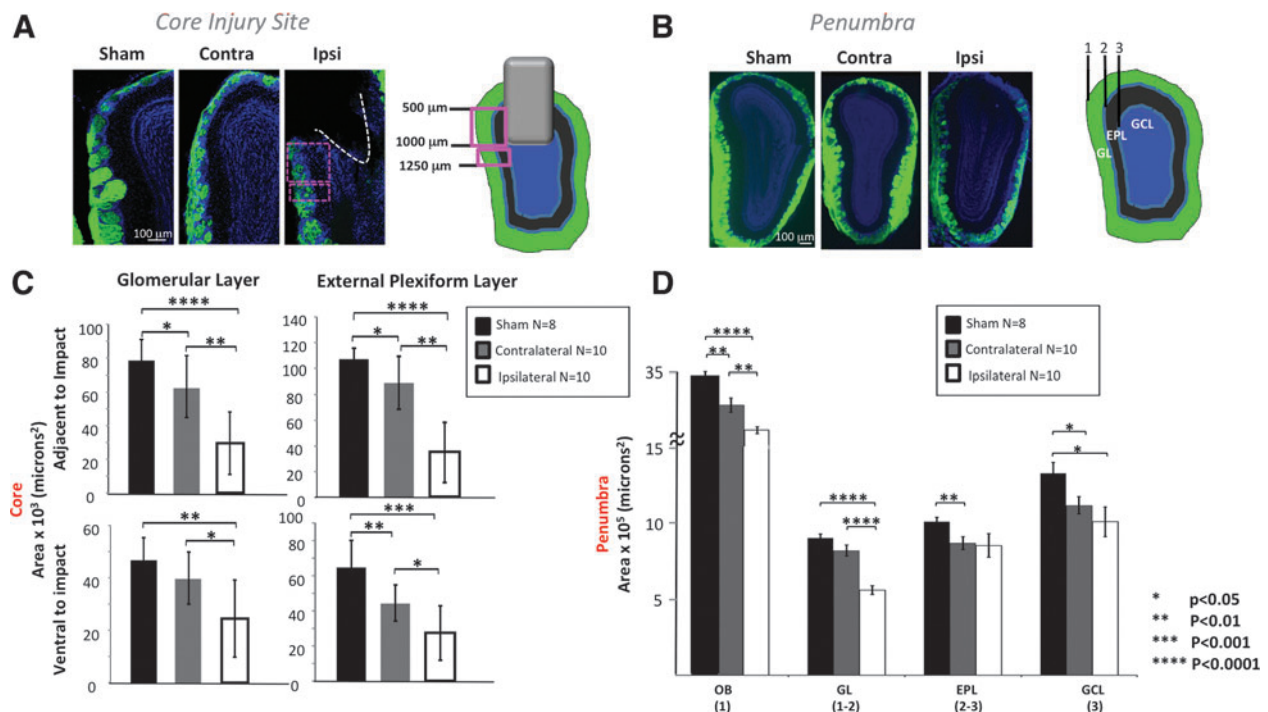 A
Core Injury Site
Sham
Contra
Ipsi
100 μm
500 μm
1000 μm
1250 μm
B
Penumbra
Sham
Contra
Ipsi
100 μm
1 2 3
GCL
EPL
GL
C
Glomerular Layer
External Plexiform Layer
Core
Area x 10³ (microns²)
Adjacent to Impact
100
80
60
40
20
0
****
*
**
140
120
100
80
60
40
20
0
****
*
**
Sham N=8
Contralateral N=10
Ipsilateral N=10
Ventral to impact
60
40
20
0
**
*
100
80
60
40
20
0
***
**
*
D
Sham N=8
Contralateral N=10
Ipsilateral N=10
Penumbra
Area x 10⁵ (microns²)
35
15
10
5
****
**
**
****
****
**
*
*
OB
(1)
GL
(1-2)
EPL
(2-3)
GCL
(3)
* p<0.05
** P<0.01
*** P<0.001
**** P<0.0001